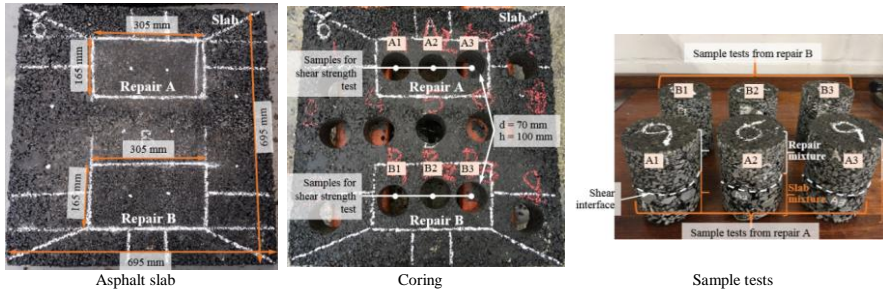 Slab
305 mm
165 mm
Repair A
695 mm
305 mm
165 mm
Repair B
695 mm
Asphalt slab
Slab
A1 A2 A3
Samples for
shear strength
test
Repair A
d = 70 mm
h = 100 mm
B1 B2 B3
Samples for
shear strength
test
Repair B
Coring
Sample tests from repair B
B1 B2 B3
A1 A2 A3
Repair
mixture
Shear
interface
Slab
mixture
Sample tests from repair A
Sample tests